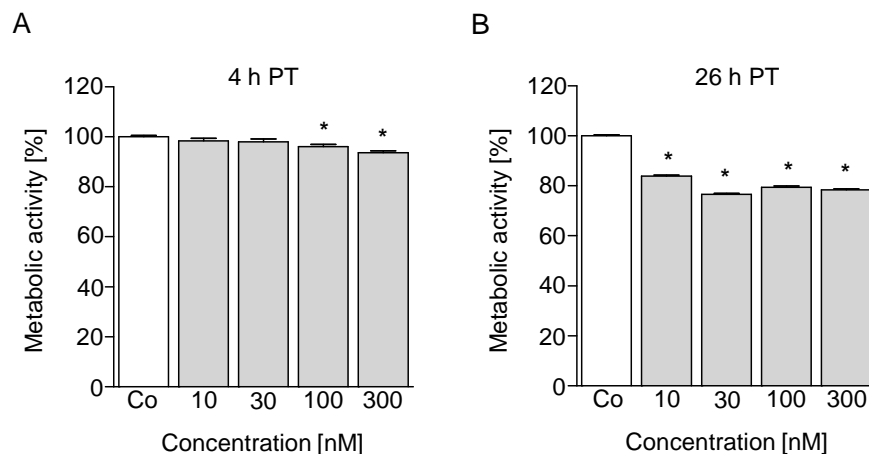 A
4 h PT
Metabolic activity [%]
120
100
80
60
40
20
0
* *
Co 10 30 100 300
Concentration [nM]
B
26 h PT
Metabolic activity [%]
120
100
80
60
40
20
0
* * * *
Co 10 30 100 300
Concentration [nM]